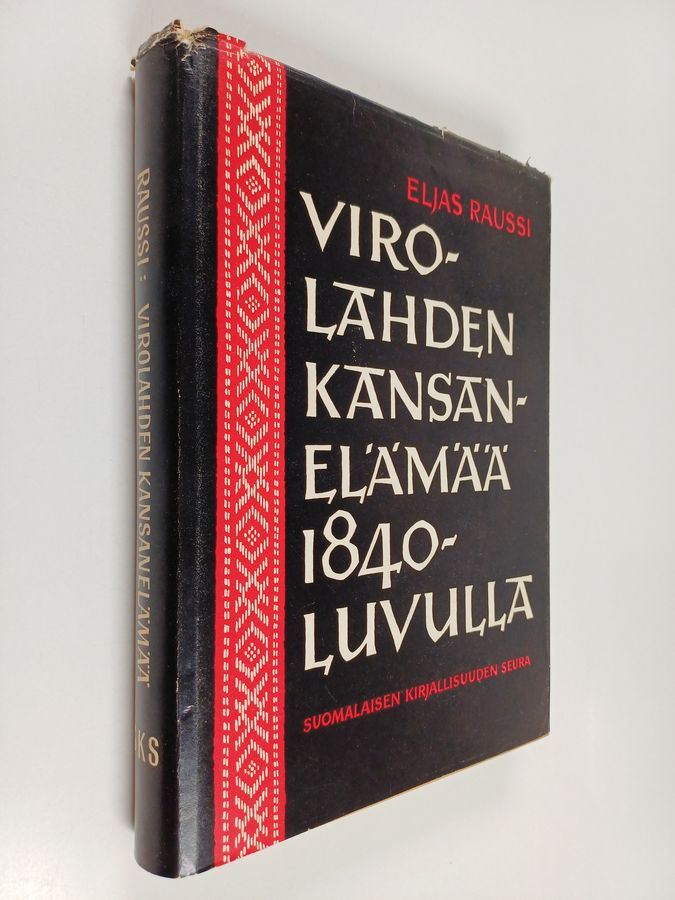 ELJAS RAUSSI
VIRO-
LAHDEN
KANSAN-
ELÄMÄÄ
1840-
LUVULLA
SUOMALAISEN KIRJALLISUUDEN SEURA
RAUSSI: VIROLAHDEN KANSANELÄMÄÄ
SKS